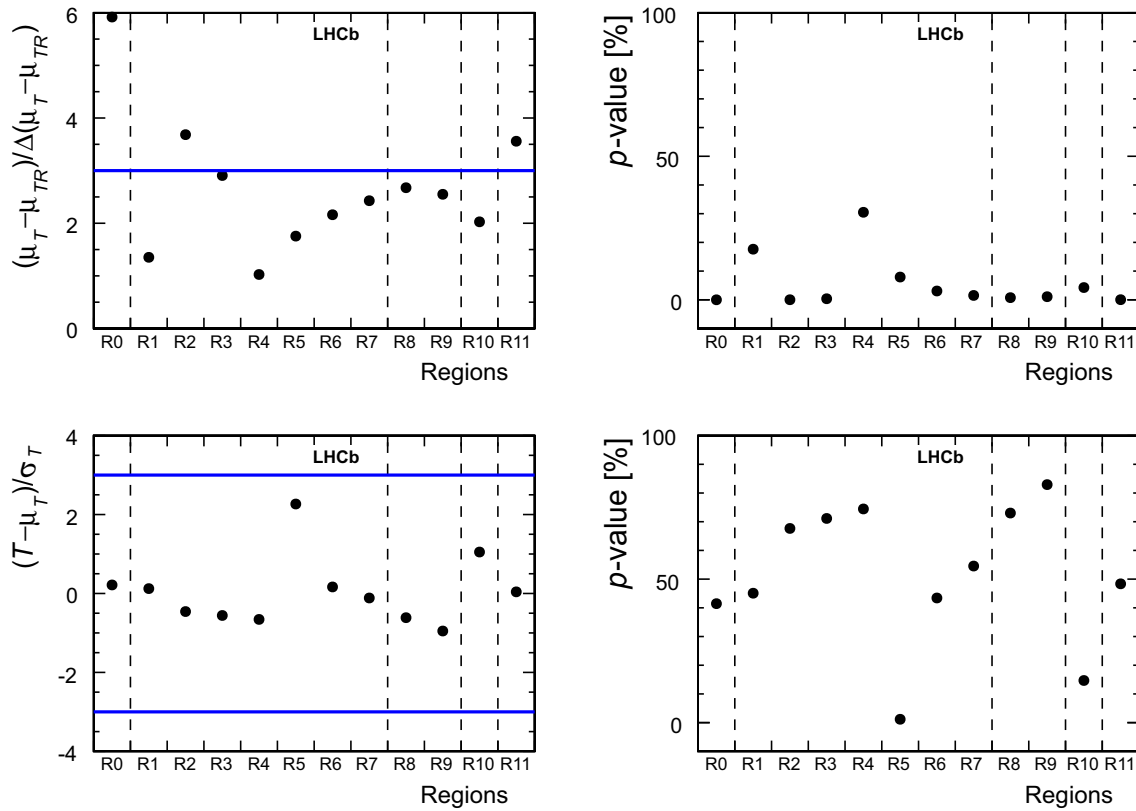 (μ_T−μ_TR)/Δ(μ_T−μ_TR)
6
4
2
0
LHCb
R0 R1 R2 R3 R4 R5 R6 R7 R8 R9 R10 R11
Regions
p-value [%]
100
50
0
LHCb
R0 R1 R2 R3 R4 R5 R6 R7 R8 R9 R10 R11
Regions
(T−μ_T)/σ_T
4
2
0
-2
-4
LHCb
R0 R1 R2 R3 R4 R5 R6 R7 R8 R9 R10 R11
Regions
p-value [%]
100
50
0
LHCb
R0 R1 R2 R3 R4 R5 R6 R7 R8 R9 R10 R11
Regions